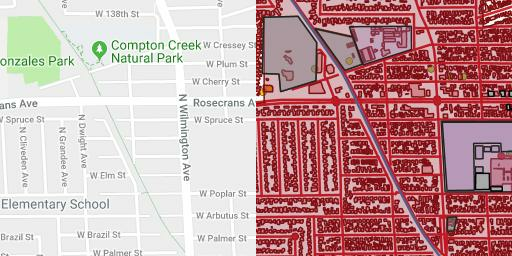 W 138th St
Compton Creek
Natural Park
onzales Park
W Cressey St
W Plum St
W Cherry St
ans Ave
Rosecrans A
W Spruce St
W Spruce St
N Cliveden Ave
N Grandee Ave
N Dwight Ave
N Wilmington Ave
W Elm St
W Poplar St
Elementary School
W Arbutus St
Brazil St
W Brazil St
W Palmer St
W Palmer St